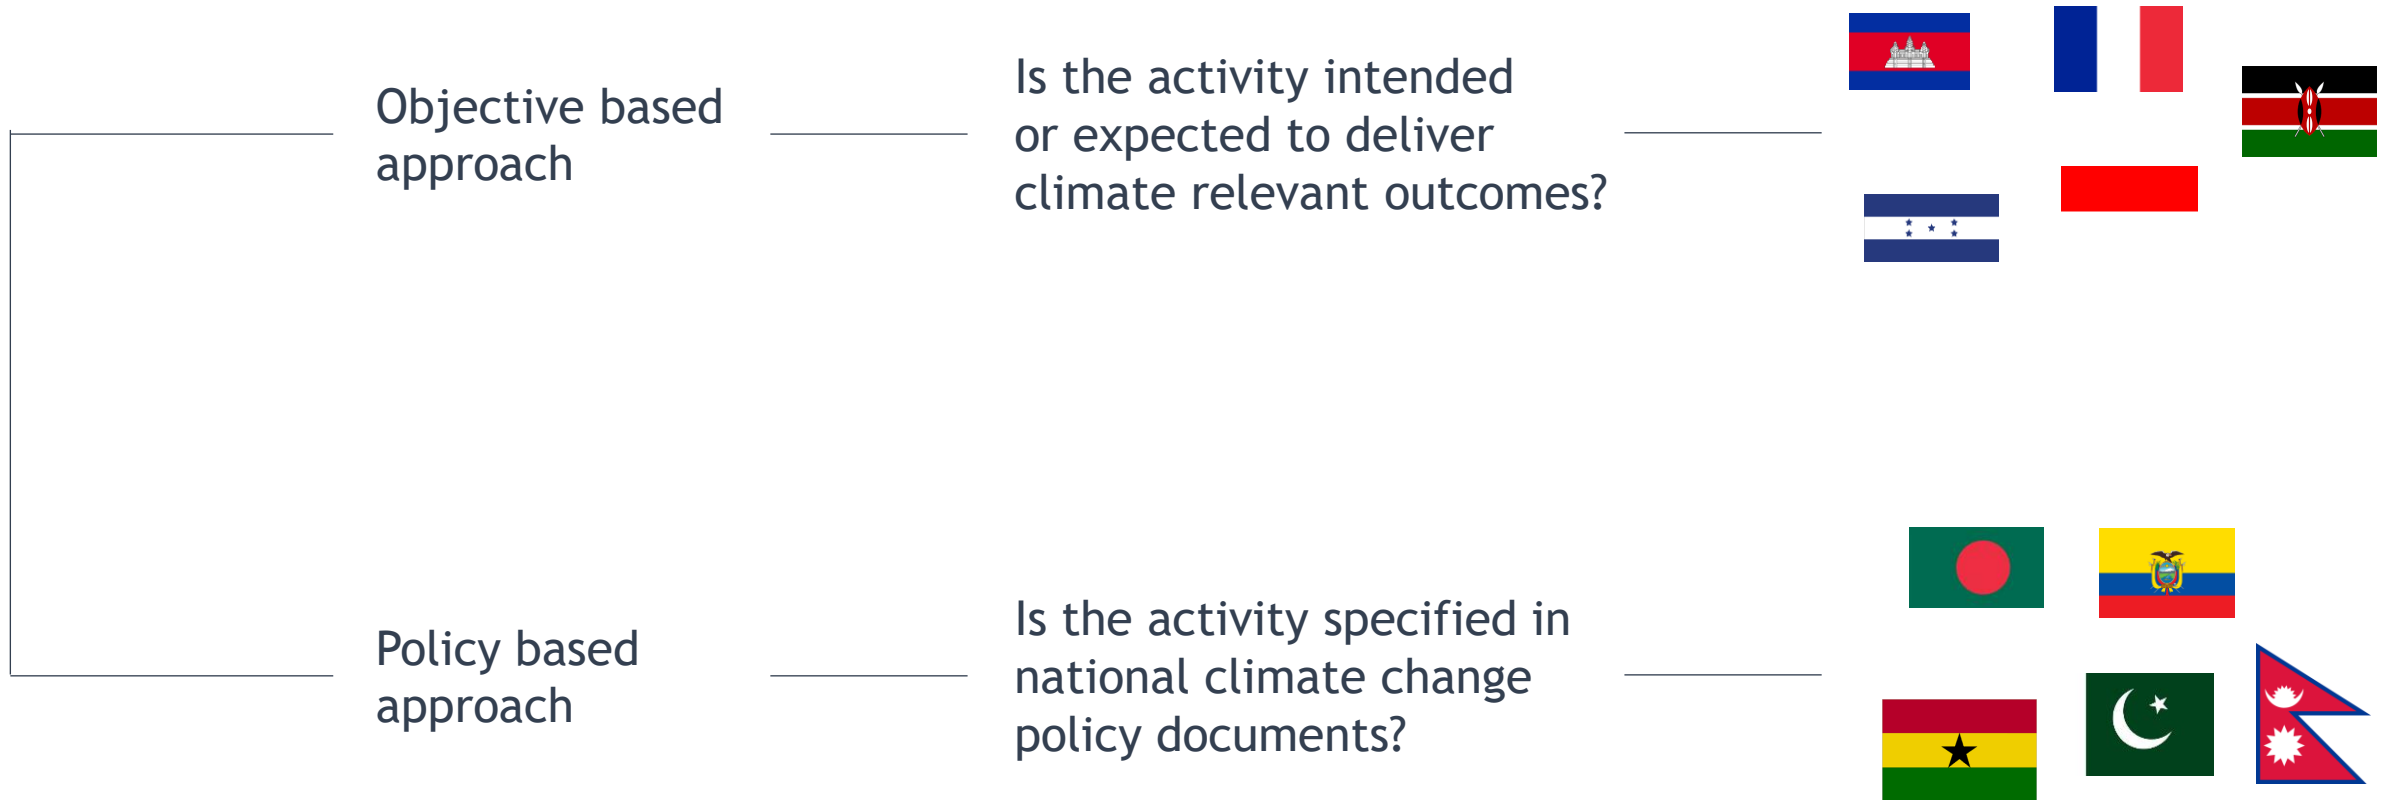 Objective based
approach
Is the activity intended
or expected to deliver
climate relevant outcomes?
Policy based
approach
Is the activity specified in
national climate change
policy documents?